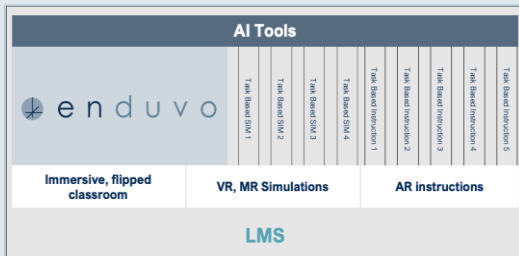 AI Tools
enduvo
Task Based SIM 1
Task Based SIM 2
Task Based SIM 3
Task Based SIM 4
Task Based Instruction 1
Task Based Instruction 2
Task Based Instruction 3
Task Based Instruction 4
Task Based Instruction 5
Immersive, flipped
classroom
VR, MR Simulations
AR instructions
LMS